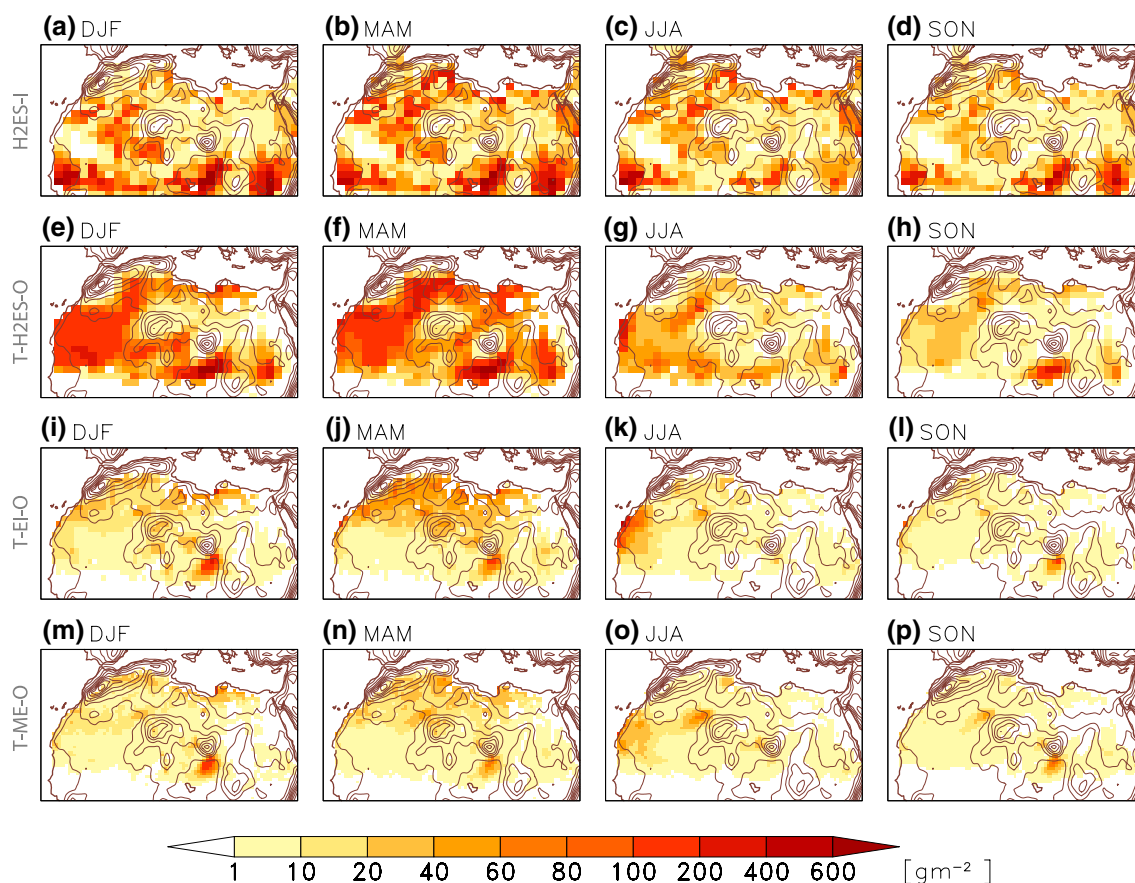 (a) DJF (b) MAM (c) JJA (d) SON
H2ES-I
(e) DJF (f) MAM (g) JJA (h) SON
T-H2ES-O
(i) DJF (j) MAM (k) JJA (l) SON
T-EI-O
(m) DJF (n) MAM (o) JJA (p) SON
T-ME-O
1 10 20 40 60 80 100 200 400 600 [gm⁻² ]